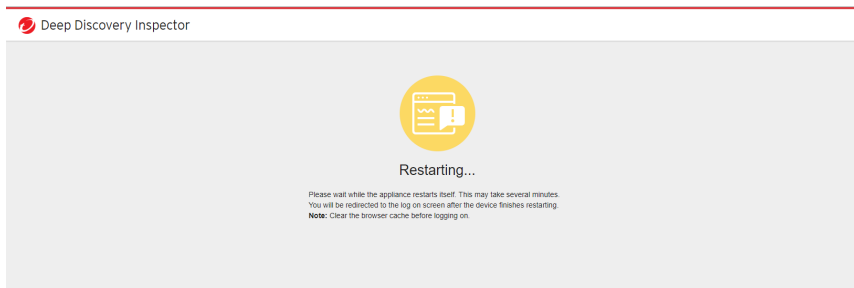 Deep Discovery Inspector
Restarting...
Please wait while the appliance restarts itself. This may take several minutes.
You will be redirected to the log on screen after the device finishes restarting.
Note: Clear the browser cache before logging on.